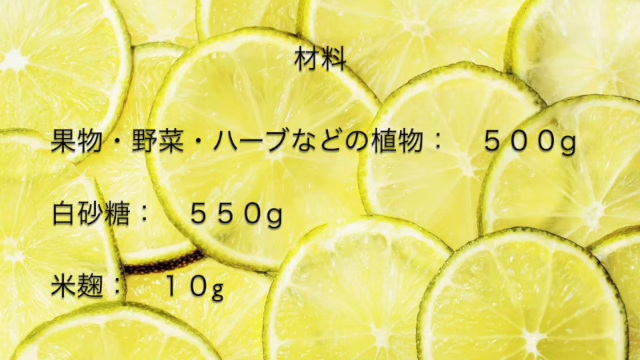 材料
果物・野菜・ハーブなどの植物：　５００g
白砂糖：　５５０g
米麹：　１０g